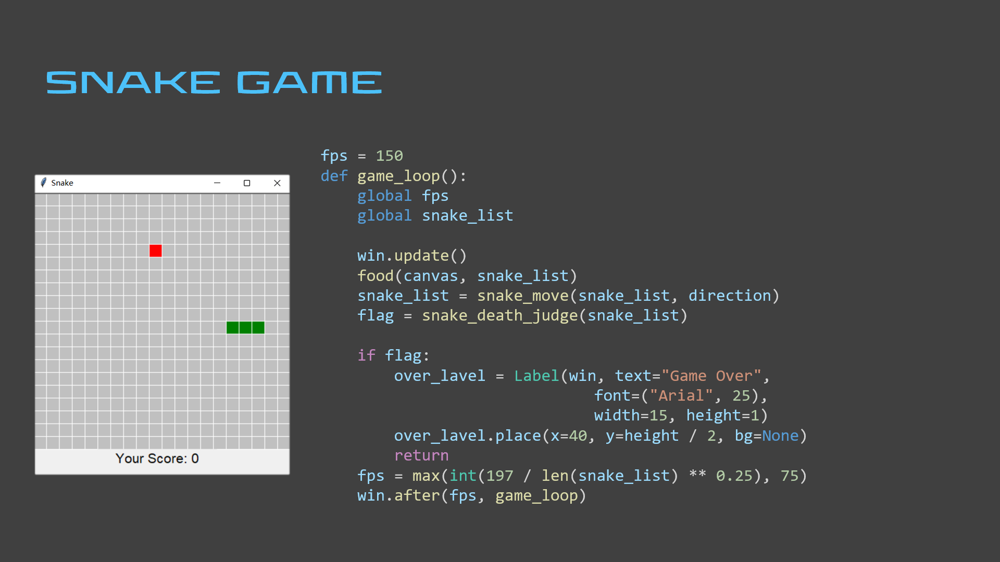 SNAKE GAME
Snake
Your Score: 0
fps = 150
def game_loop():
    global fps
    global snake_list

    win.update()
    food(canvas, snake_list)
    snake_list = snake_move(snake_list, direction)
    flag = snake_death_judge(snake_list)

    if flag:
        over_lavel = Label(win, text="Game Over",
                              font=("Arial", 25),
                              width=15, height=1)
        over_lavel.place(x=40, y=height / 2, bg=None)
        return
    fps = max(int(197 / len(snake_list) ** 0.25), 75)
    win.after(fps, game_loop)